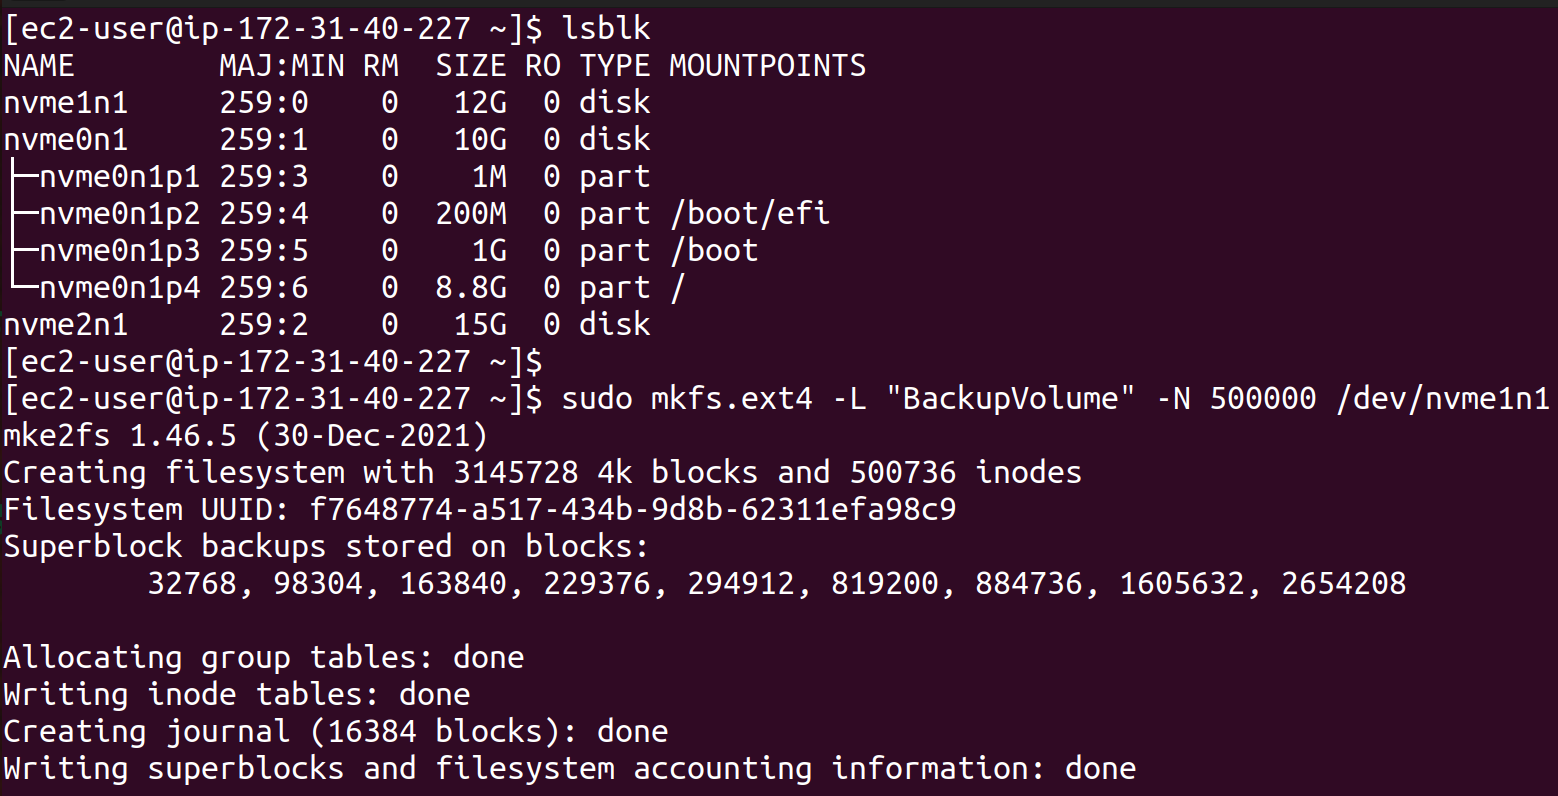 [ec2-user@ip-172-31-40-227 ~]$ lsblk
NAME        MAJ:MIN RM  SIZE RO TYPE MOUNTPOINTS
nvme1n1     259:0    0   12G  0 disk
nvme0n1     259:1    0   10G  0 disk
├─nvme0n1p1 259:3    0    1M  0 part
├─nvme0n1p2 259:4    0  200M  0 part /boot/efi
├─nvme0n1p3 259:5    0    1G  0 part /boot
└─nvme0n1p4 259:6    0  8.8G  0 part /
nvme2n1     259:2    0   15G  0 disk
[ec2-user@ip-172-31-40-227 ~]$
[ec2-user@ip-172-31-40-227 ~]$ sudo mkfs.ext4 -L "BackupVolume" -N 500000 /dev/nvme1n1
mke2fs 1.46.5 (30-Dec-2021)
Creating filesystem with 3145728 4k blocks and 500736 inodes
Filesystem UUID: f7648774-a517-434b-9d8b-62311efa98c9
Superblock backups stored on blocks:
        32768, 98304, 163840, 229376, 294912, 819200, 884736, 1605632, 2654208
Allocating group tables: done
Writing inode tables: done
Creating journal (16384 blocks): done
Writing superblocks and filesystem accounting information: done